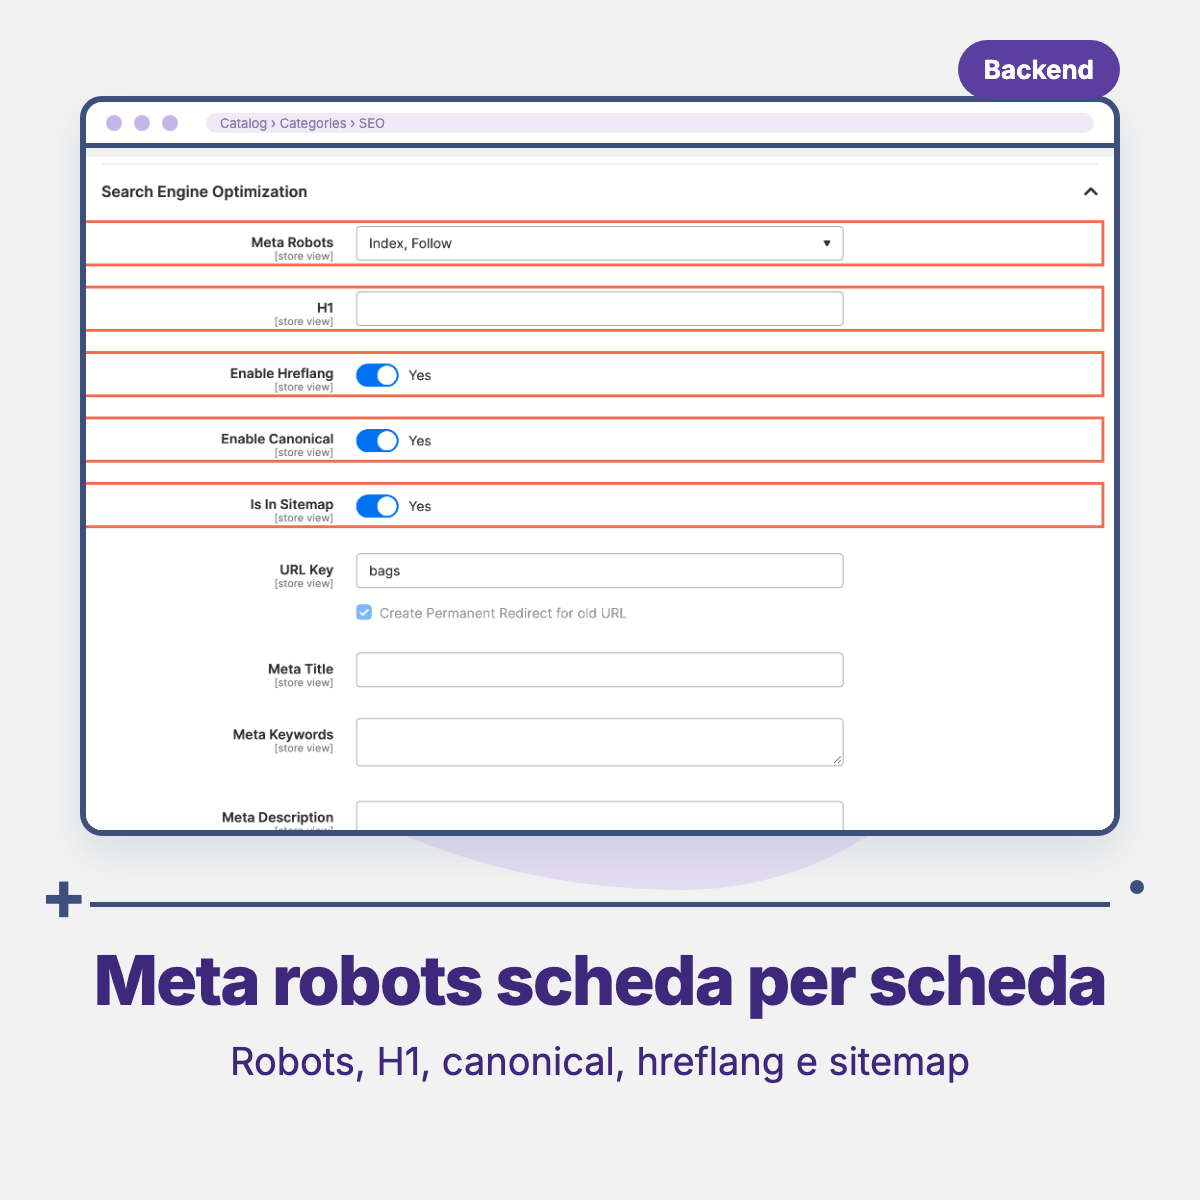 Backend
Catalog › Categories › SEO
Search Engine Optimization
Meta Robots
[store view]
Index, Follow
H1
[store view]
Enable Hreflang
[store view]
Yes
Enable Canonical
[store view]
Yes
Is In Sitemap
[store view]
Yes
URL Key
[store view]
bags
Create Permanent Redirect for old URL
Meta Title
[store view]
Meta Keywords
[store view]
Meta Description
[store view]
Meta robots scheda per scheda
Robots, H1, canonical, hreflang e sitemap